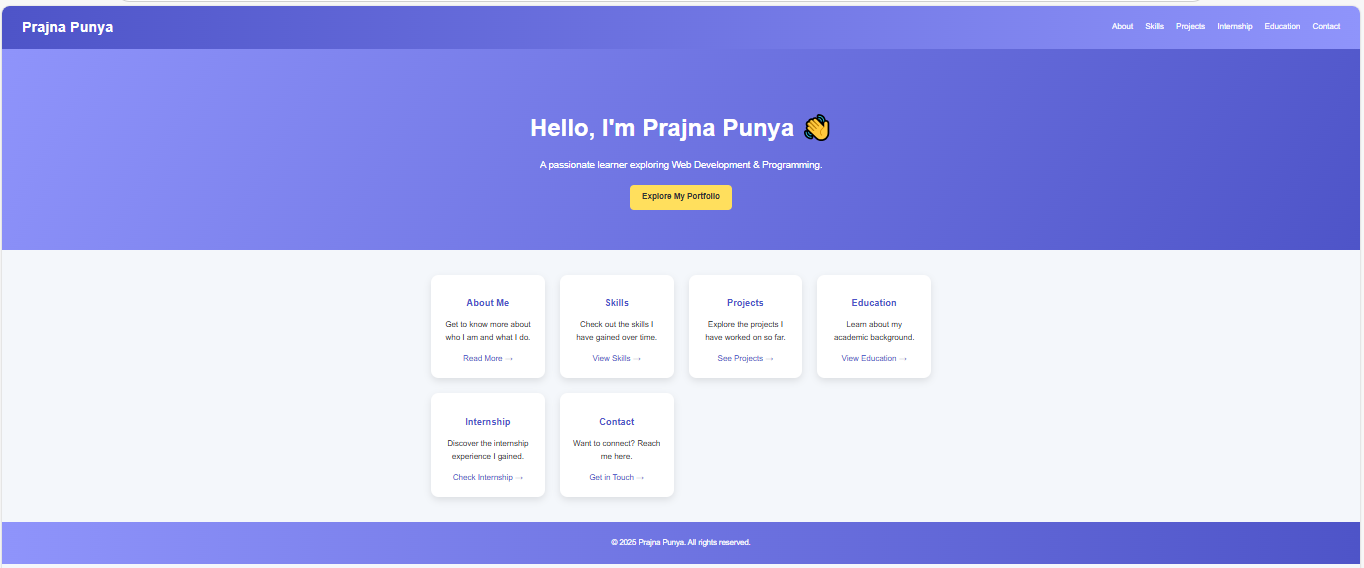 Prajna Punya
About Skills Projects Internship Education Contact
Hello, I'm Prajna Punya 👋
A passionate learner exploring Web Development & Programming.
Explore My Portfolio
About Me
Get to know more about
who I am and what I do.
Read More →
Skills
Check out the skills I
have gained over time.
View Skills →
Projects
Explore the projects I
have worked on so far.
See Projects →
Education
Learn about my
academic background.
View Education →
Internship
Discover the internship
experience I gained.
Check Internship →
Contact
Want to connect? Reach
me here.
Get in Touch →
© 2025 Prajna Punya. All rights reserved.